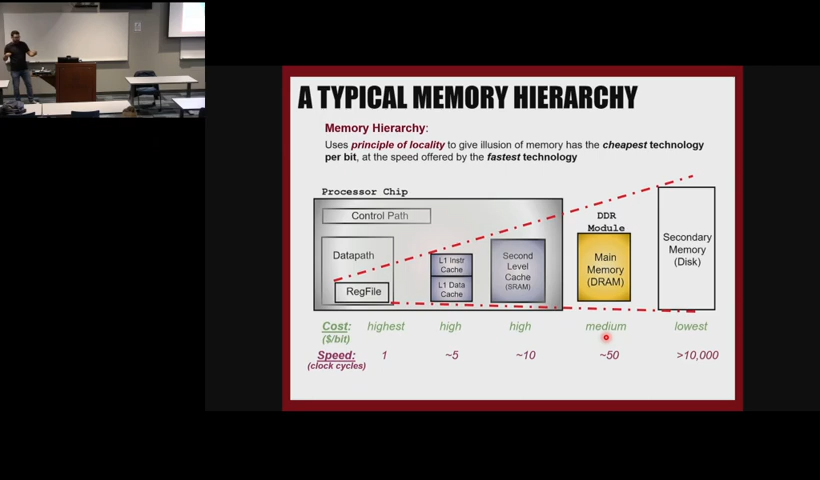 A TYPICAL MEMORY HIERARCHY
Memory Hierarchy:
Uses principle of locality to give illusion of memory has the cheapest technology
per bit, at the speed offered by the fastest technology
Processor Chip
Control Path
Datapath
RegFile
L1 Instr
Cache
L1 Data
Cache
Second
Level
Cache
(SRAM)
DDR
Module
Main
Memory
(DRAM)
Secondary
Memory
(Disk)
Cost: highest high high medium lowest
($/bit)
Speed: 1 ~5 ~10 ~50 >10,000
(clock cycles)